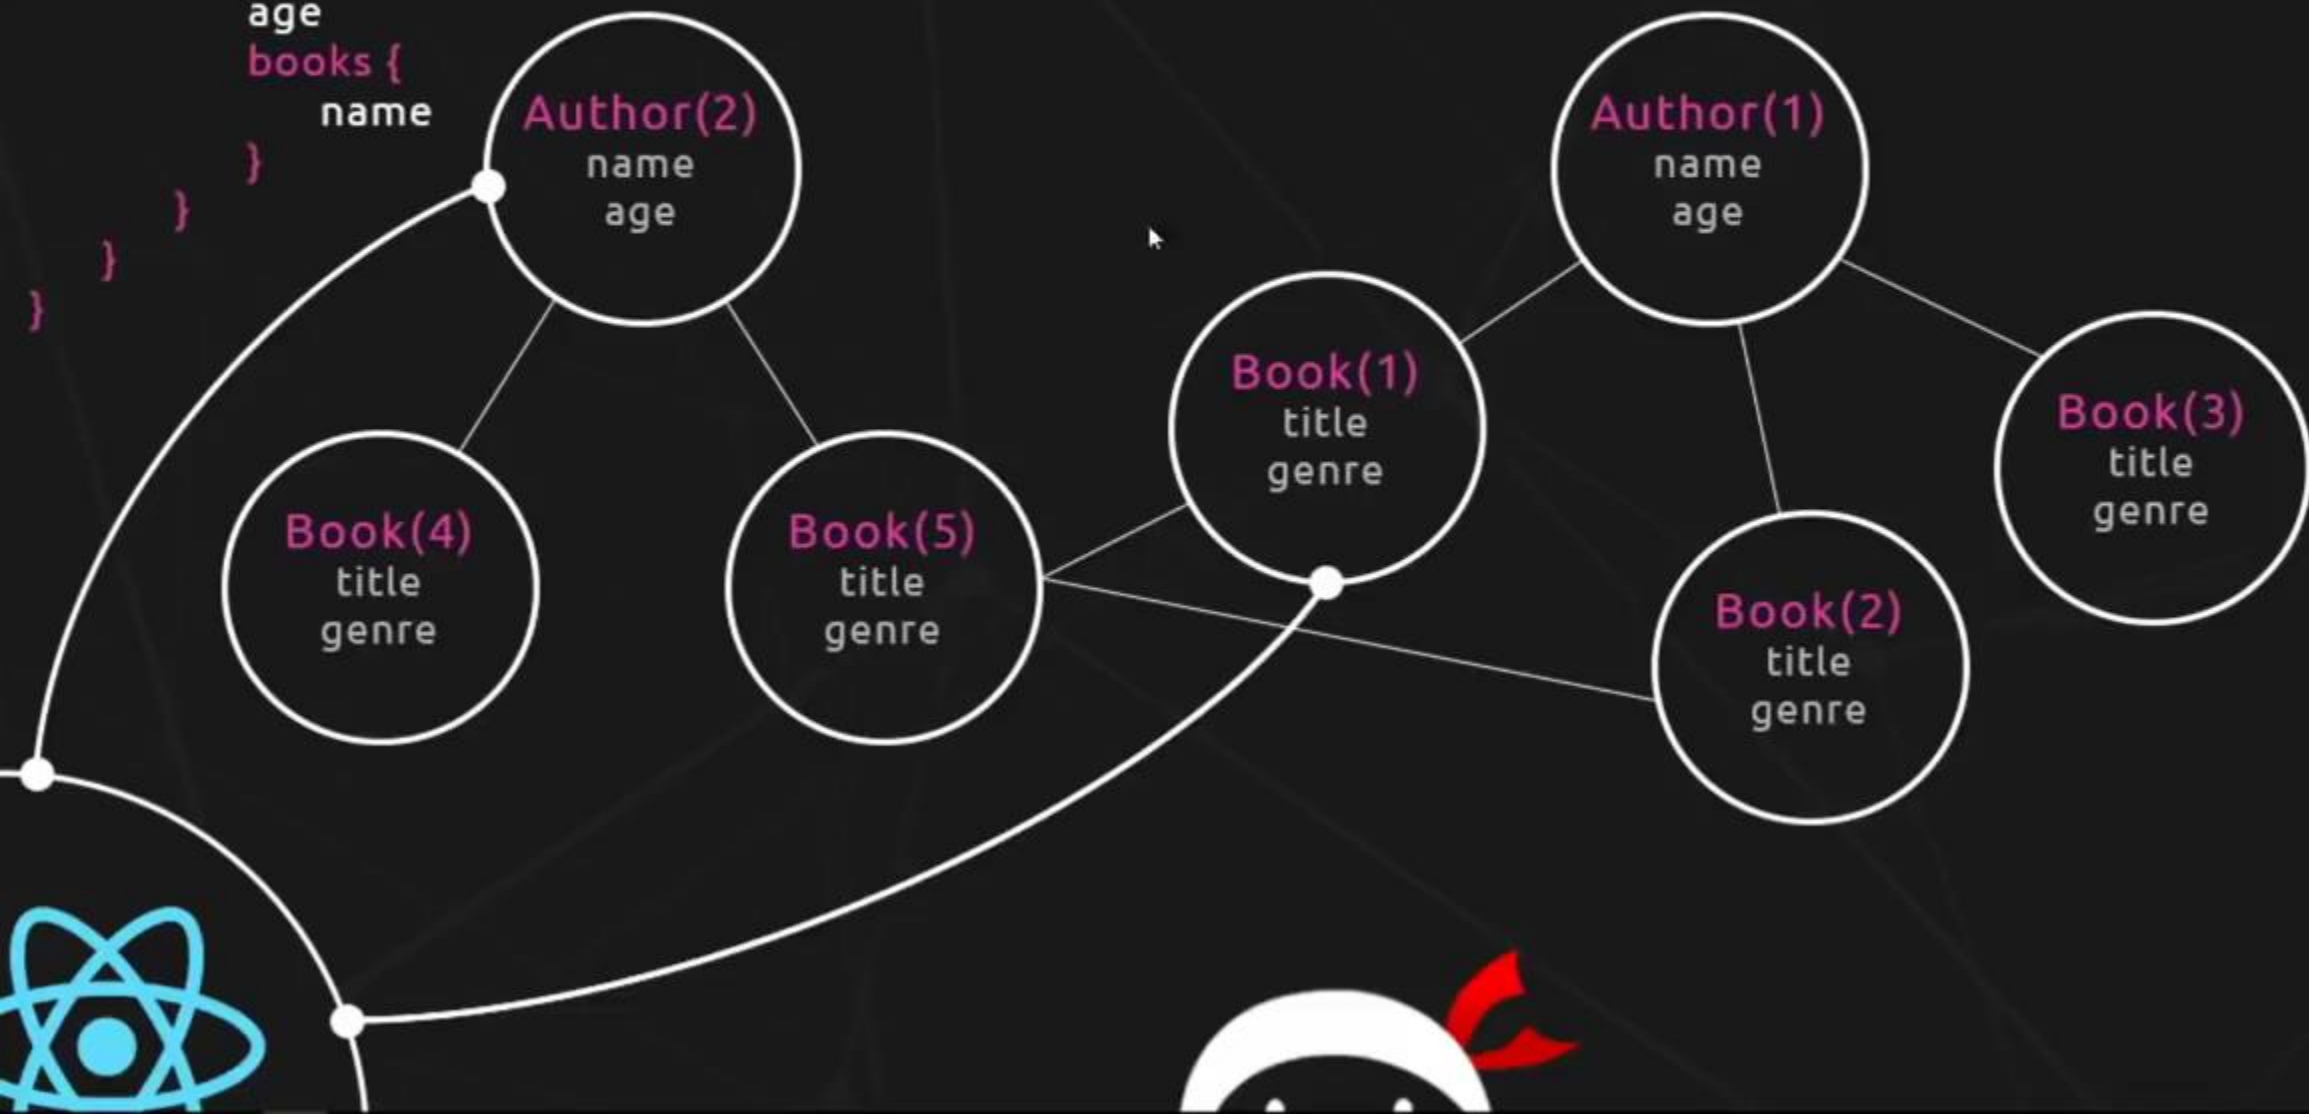 age
books {
name
}
}
}
}
Author(2)
name
age
Author(1)
name
age
Book(1)
title
genre
Book(3)
title
genre
Book(4)
title
genre
Book(5)
title
genre
Book(2)
title
genre